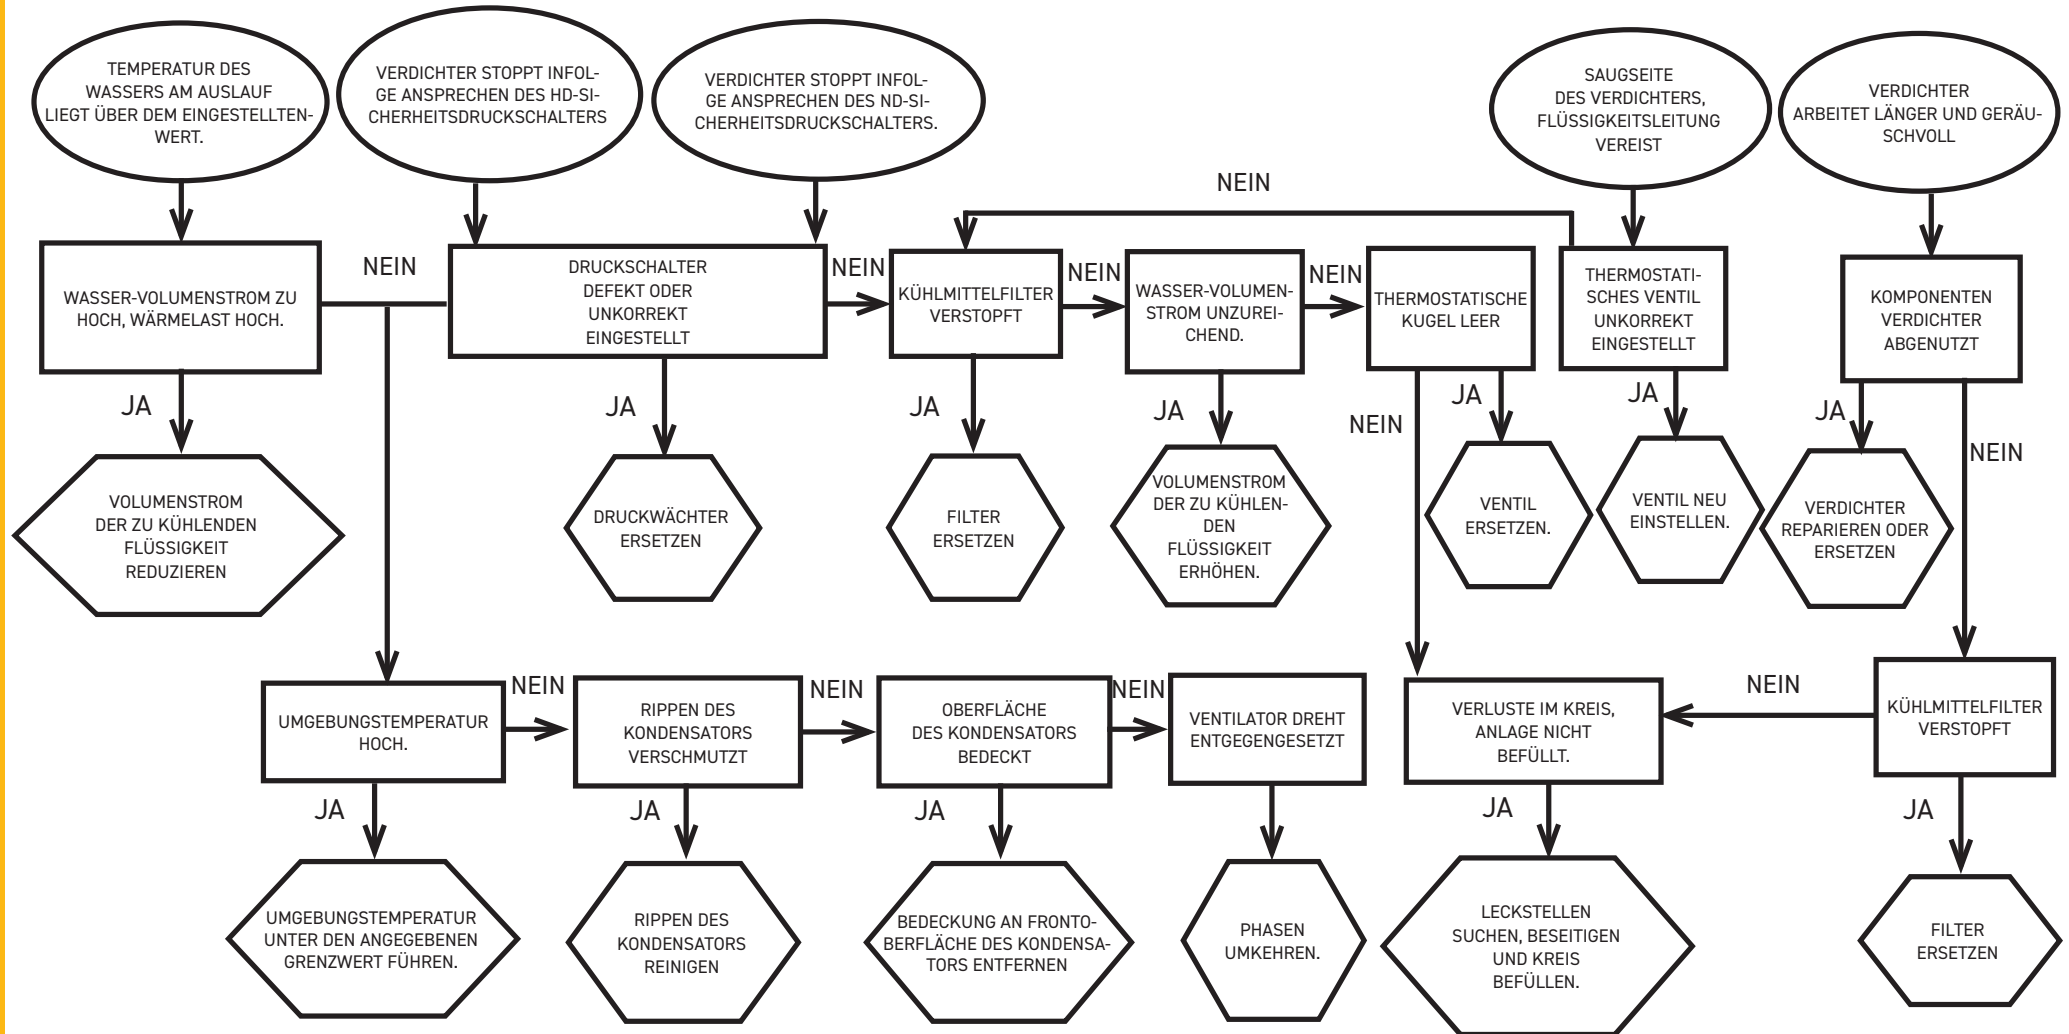 TEMPERATUR DES
WASSERS AM AUSLAUF
LIEGT ÜBER DEM EINGESTELLTEN-
WERT.
VERDICHTER STOPPT INFOL-
GE ANSPRECHEN DES HD-SI-
CHERHEITSDRUCKSCHALTERS
VERDICHTER STOPPT INFOL-
GE ANSPRECHEN DES ND-SI-
CHERHEITSDRUCKSCHALTERS.
SAUGSEITE
DES VERDICHTERS,
FLÜSSIGKEITSLEITUNG
VEREIST
VERDICHTER
ARBEITET LÄNGER UND GERÄU-
SCHVOLL
NEIN
WASSER-VOLUMENSTROM ZU
HOCH, WÄRMELAST HOCH.
NEIN
DRUCKSCHALTER
DEFEKT ODER
UNKORREKT
EINGESTELLT
NEIN
KÜHLMITTELFILTER
VERSTOPFT
NEIN
WASSER-VOLUMEN-
STROM UNZUREI-
CHEND.
NEIN
THERMOSTATISCHE
KUGEL LEER
THERMOSTATI-
SCHES VENTIL
UNKORREKT
EINGESTELLT
KOMPONENTEN
VERDICHTER
ABGENUTZT
JA
JA
JA
JA
NEIN
JA
JA
JA
NEIN
VOLUMENSTROM
DER ZU KÜHLENDEN
FLÜSSIGKEIT
REDUZIEREN
DRUCKWÄCHTER
ERSETZEN
FILTER
ERSETZEN
VOLUMENSTROM
DER ZU KÜHLEN-
DEN
FLÜSSIGKEIT
ERHÖHEN.
VENTIL
ERSETZEN.
VENTIL NEU
EINSTELLEN.
VERDICHTER
REPARIEREN ODER
ERSETZEN
UMGEBUNGSTEMPERATUR
HOCH.
NEIN
RIPPEN DES
KONDENSATORS
VERSCHMUTZT
NEIN
OBERFLÄCHE
DES KONDENSATORS
BEDECKT
NEIN
VENTILATOR DREHT
ENTGEGENGESETZT
VERLUSTE IM KREIS,
ANLAGE NICHT
BEFÜLLT.
NEIN
KÜHLMITTELFILTER
VERSTOPFT
JA
JA
JA
JA
JA
UMGEBUNGSTEMPERATUR
UNTER DEN ANGEGEBENEN
GRENZWERT FÜHREN.
RIPPEN DES
KONDENSATORS
REINIGEN
BEDECKUNG AN FRONTO-
BERFLÄCHE DES KONDENSA-
TORS ENTFERNEN
PHASEN
UMKEHREN.
LECKSTELLEN
SUCHEN, BESEITIGEN
UND KREIS
BEFÜLLEN.
FILTER
ERSETZEN